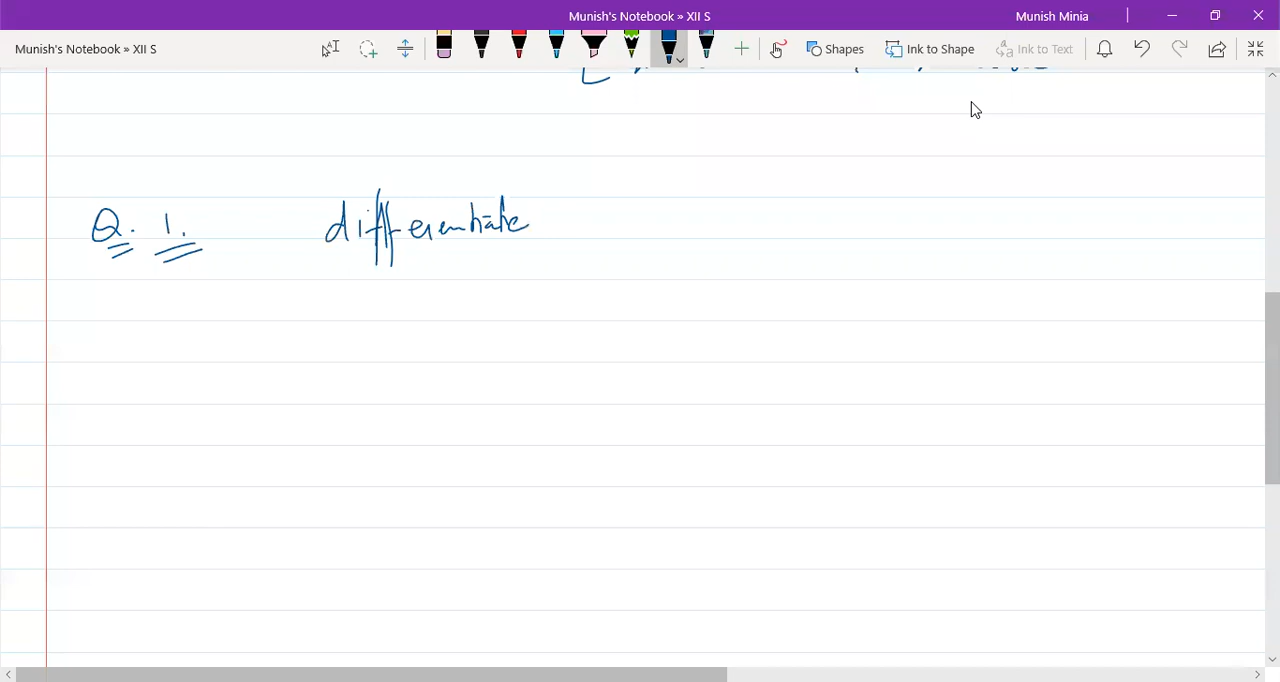 Munish's Notebook » XII S
Munish Minia
Munish's Notebook » XII S
Shapes
Ink to Shape
Ink to Text
Q. 1. differentiate